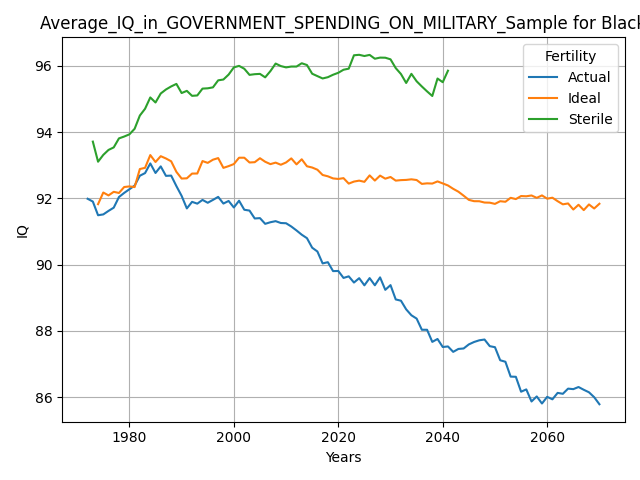 Average_IQ_in_GOVERNMENT_SPENDING_ON_MILITARY_Sample for Black
Fertility
Actual
Ideal
Sterile
IQ
96
94
92
90
88
86
1980 2000 2020 2040 2060
Years